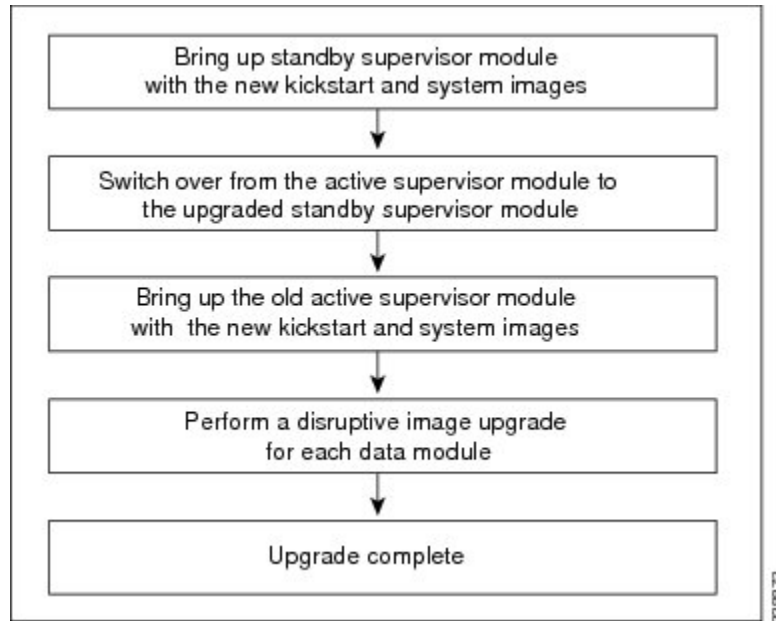 Bring up standby supervisor module
with the new kickstart and system images
Switch over from the active supervisor module to
the upgraded standby supervisor module
Bring up the old active supervisor module
with the new kickstart and system images
Perform a disruptive image upgrade
for each data module
Upgrade complete